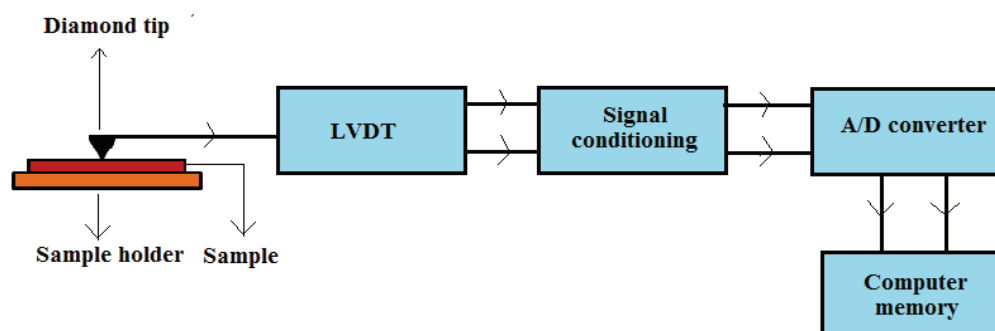 Diamond tip
LVDT
Signal
conditioning
A/D converter
Sample holder
Sample
Computer
memory